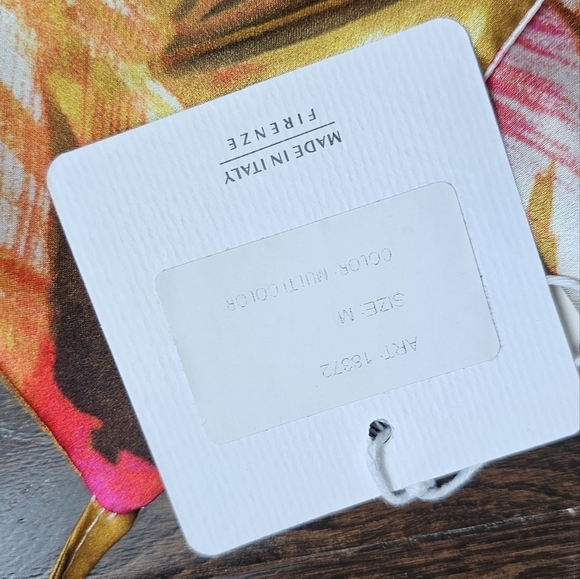 ART: 18372
SIZE: M
COLOR: MULTICOLOR
MADE IN ITALY
FIRENZE